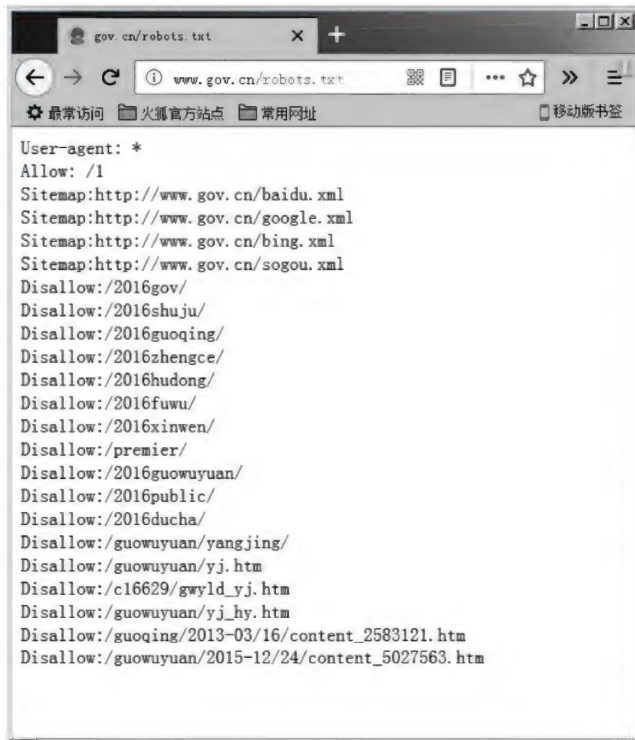 gov.cn/robots.txt
www.gov.cn/robots.txt
最常访问 火狐官方站点 常用网址 移动版书签
User-agent: *
Allow: /1
Sitemap:http://www.gov.cn/baidu.xml
Sitemap:http://www.gov.cn/google.xml
Sitemap:http://www.gov.cn/bing.xml
Sitemap:http://www.gov.cn/sogou.xml
Disallow:/2016gov/
Disallow:/2016shuju/
Disallow:/2016guoqing/
Disallow:/2016zhengce/
Disallow:/2016hudong/
Disallow:/2016fuwu/
Disallow:/2016xinwen/
Disallow:/premier/
Disallow:/2016guowuyuan/
Disallow:/2016public/
Disallow:/2016ducha/
Disallow:/guowuyuan/yangjing/
Disallow:/guowuyuan/yj.htm
Disallow:/c16629/gwyld_yj.htm
Disallow:/guowuyuan/yj_hy.htm
Disallow:/guoqing/2013-03/16/content_2583121.htm
Disallow:/guowuyuan/2015-12/24/content_5027563.htm